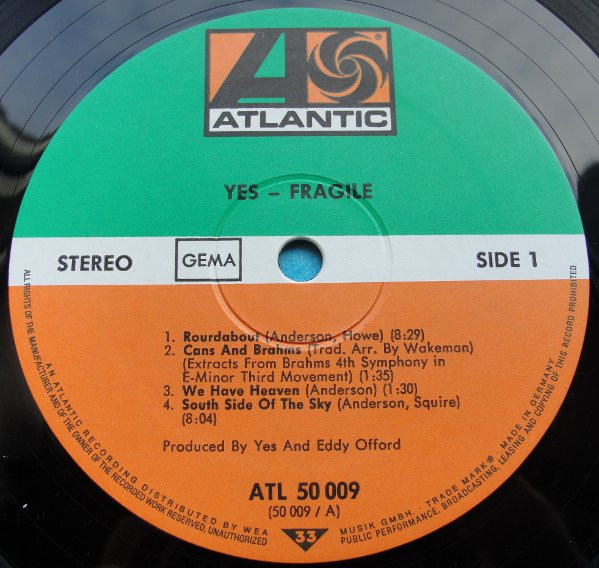 ATLANTIC
YES – FRAGILE
STEREO
GEMA
SIDE 1
1. Rourdabout (Anderson, Howe) (8:29)
2. Cans And Brahms (Trad. Arr. By Wakeman)
(Extracts From Brahms 4th Symphony in
E-Minor Third Movement) (1:35)
3. We Have Heaven (Anderson) (1:30)
4. South Side Of The Sky (Anderson, Squire)
(8:04)
Produced By Yes And Eddy Offord
ATL 50 009
(50 009 / A)
33
AN ATLANTIC RECORDING DISTRIBUTED BY WEA MUSIK GMBH. TRADE MARK® MADE IN GERMANY
ALL RIGHTS OF THE MANUFACTURER AND OF THE OWNER OF THE RECORDED WORK RESERVED, UNAUTHORIZED PUBLIC PERFORMANCE, BROADCASTING, LEASING AND COPYING OF THIS RECORD PROHIBITED